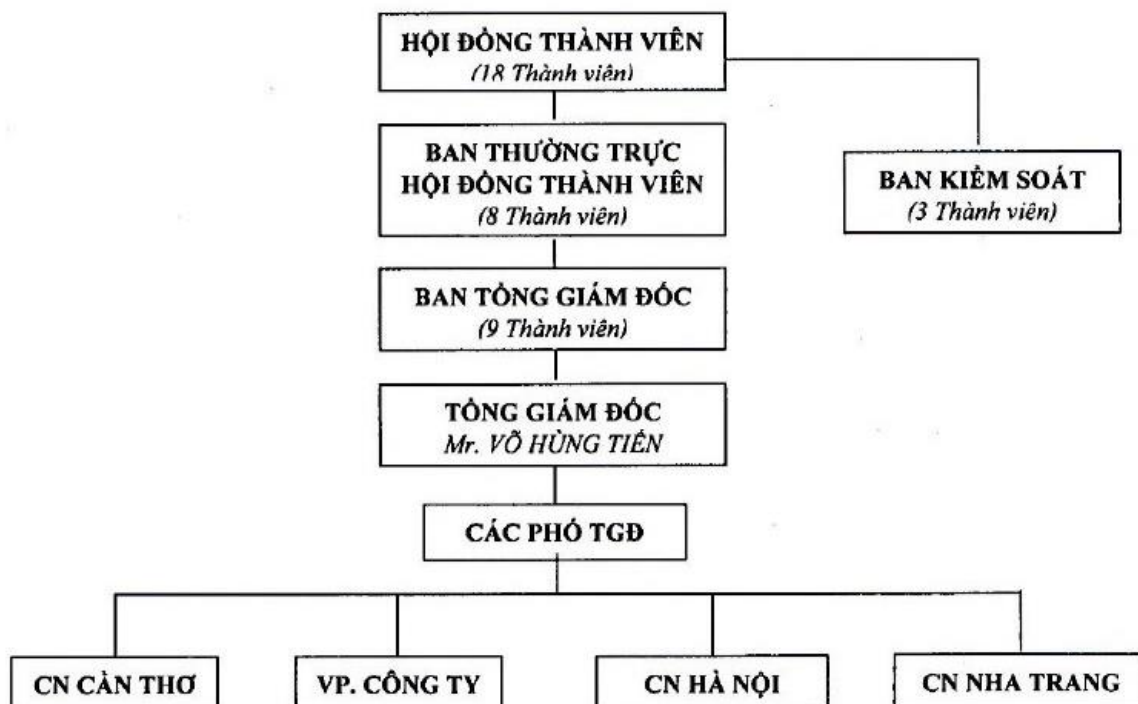 HỘI ĐỒNG THÀNH VIÊN
(18 Thành viên)
BAN THƯỜNG TRỰC
HỘI ĐỒNG THÀNH VIÊN
(8 Thành viên)
BAN KIỂM SOÁT
(3 Thành viên)
BAN TỔNG GIÁM ĐỐC
(9 Thành viên)
TỔNG GIÁM ĐỐC
Mr. VÕ HÙNG TIẾN
CÁC PHÓ TGĐ
CN CẦN THƠ
VP. CÔNG TY
CN HÀ NỘI
CN NHA TRANG